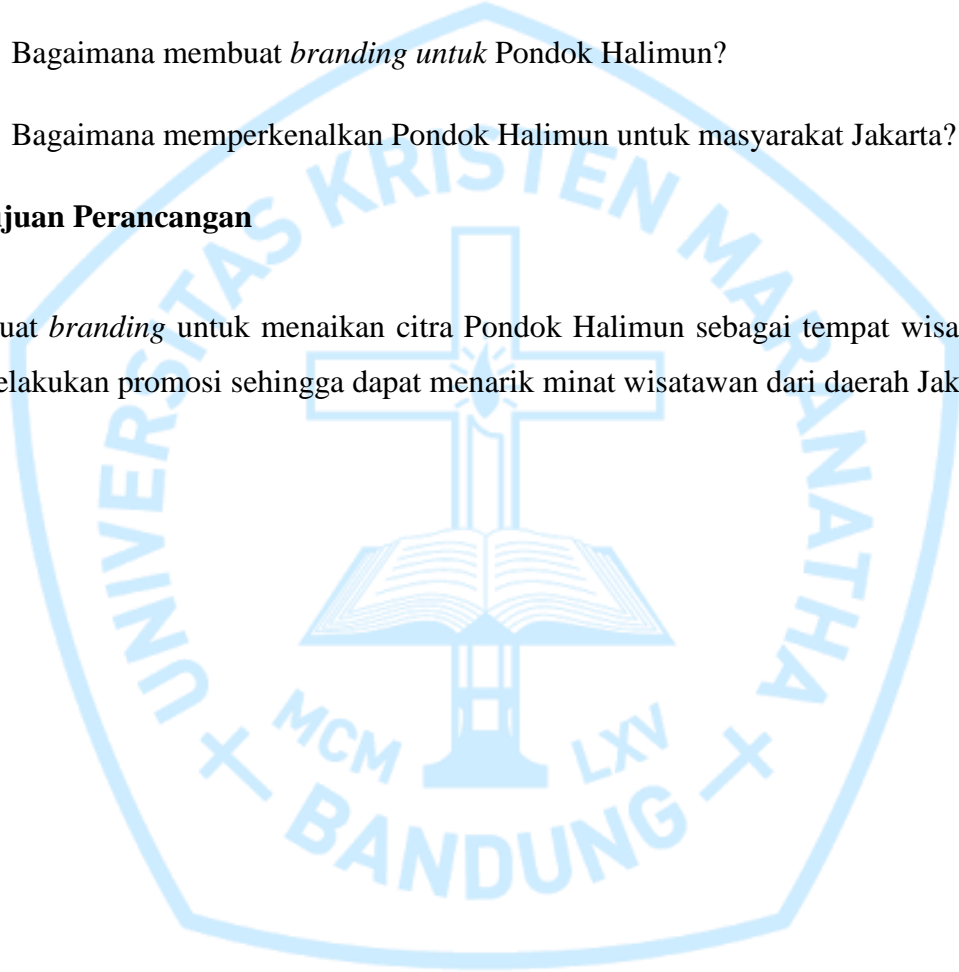 Bagaimana membuat branding untuk Pondok Halimun?
Bagaimana memperkenalkan Pondok Halimun untuk masyarakat Jakarta?
juan Perancangan
uat branding untuk menaikan citra Pondok Halimun sebagai tempat wisa
elakukan promosi sehingga dapat menarik minat wisatawan dari daerah Jak
UNIVERSITAS KRISTEN MARANATHA
MCM LXV
BANDUNG